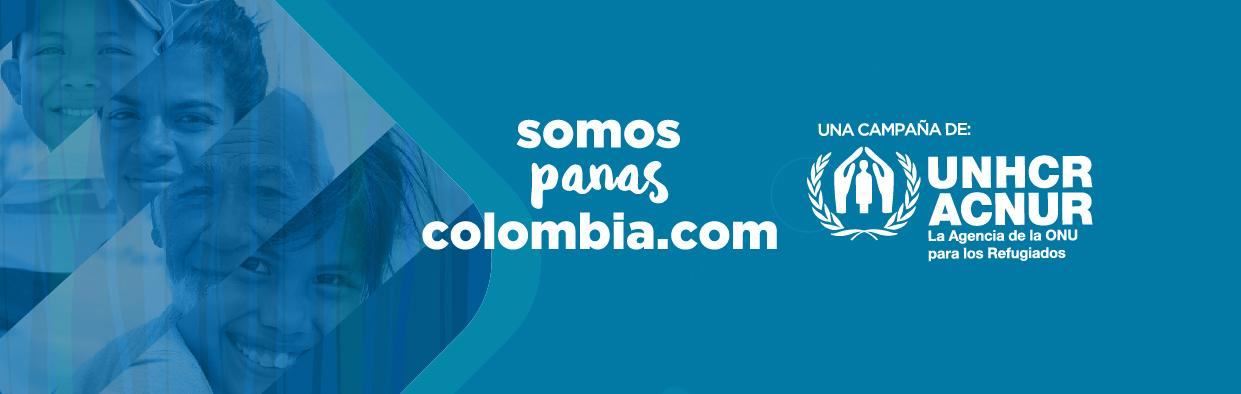 somos
panas
colombia.com
UNA CAMPAÑA DE:
UNHCR
ACNUR
La Agencia de la ONU
para los Refugiados